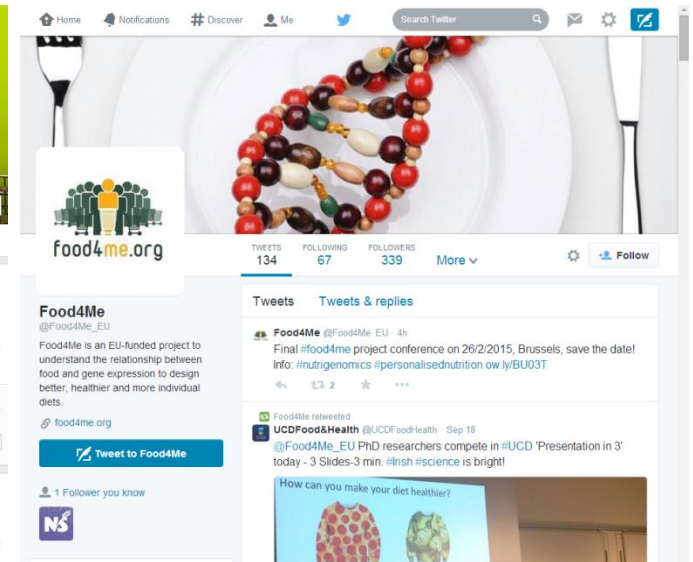 Home Notifications # Discover Me Search Twitter
food4me.org
TWEETS FOLLOWING FOLLOWERS
134 67 339 More Follow
Food4Me
@Food4Me_EU
Food4Me is an EU-funded project to
understand the relationship between
food and gene expression to design
better, healthier and more individual
diets.
food4me.org
Tweet to Food4Me
1 Follower you know
NS
Tweets Tweets & replies
Food4Me @Food4Me_EU · 4h
Final #food4me project conference on 26/2/2015, Brussels, save the date!
Info: #nutrigenomics #personalisednutrition ow.ly/BU03T
2
Food4Me retweeted
UCDFood&Health @UCDFoodHealth · Sep 18
@Food4Me_EU PhD researchers compete in #UCD 'Presentation in 3'
today - 3 Slides-3 min. #Irish #science is bright!
How can you make your diet healthier?